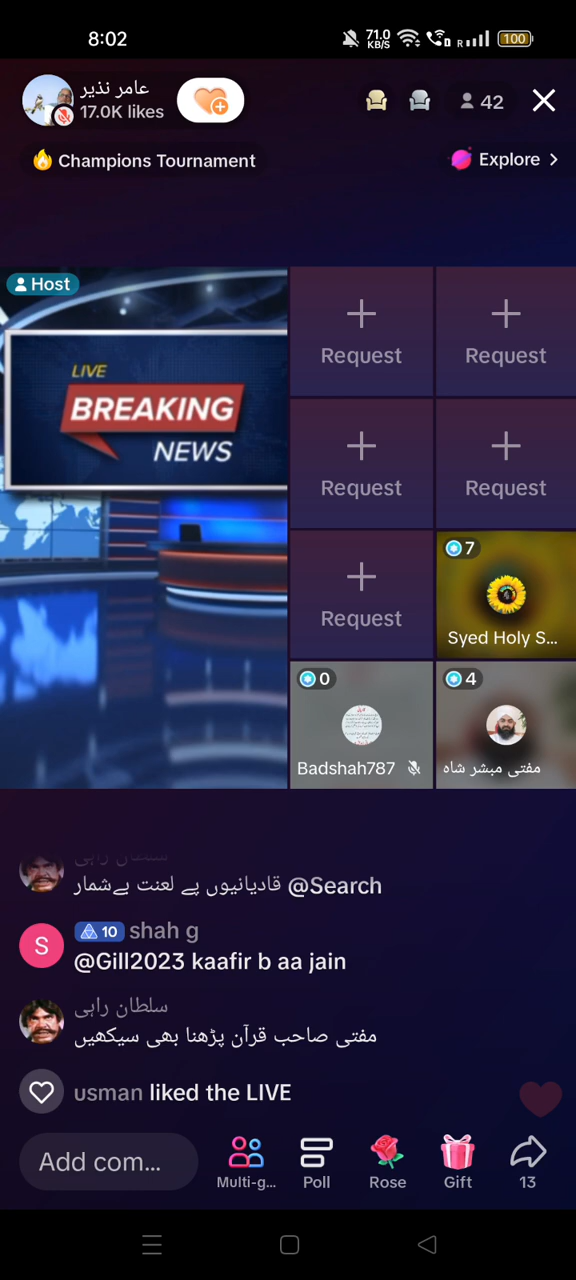 8:02
71.0
KB/S
R
100
عامر نذیر
17.0K likes
42
Champions Tournament
Explore
Host
LIVE
BREAKING
NEWS
Request
Request
Request
Request
Request
7
Syed Holy S...
0
Badshah787
4
مفتی مبشر شاہ
سلطان راہی
@Search قادیانیوں پے لعنت بےشمار
S
10 shah g
@Gill2023 kaafir b aa jain
سلطان راہی
مفتی صاحب قرآن پڑھنا بھی سیکھیں
usman liked the LIVE
Add com...
Multi-g...
Poll
Rose
Gift
13